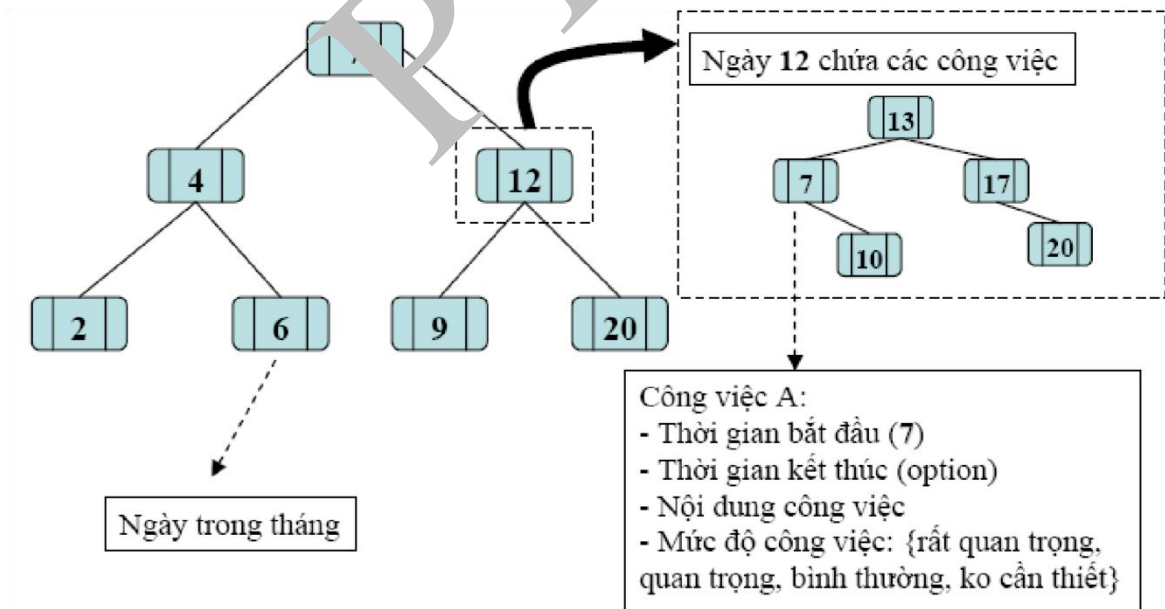 Ngày 12 chứa các công việc
13
4
12
7
17
10
20
2
6
9
20
Công việc A:
- Thời gian bắt đầu (7)
- Thời gian kết thúc (option)
- Nội dung công việc
- Mức độ công việc: {rất quan trọng,
quan trọng, bình thường, ko cần thiết}
Ngày trong tháng